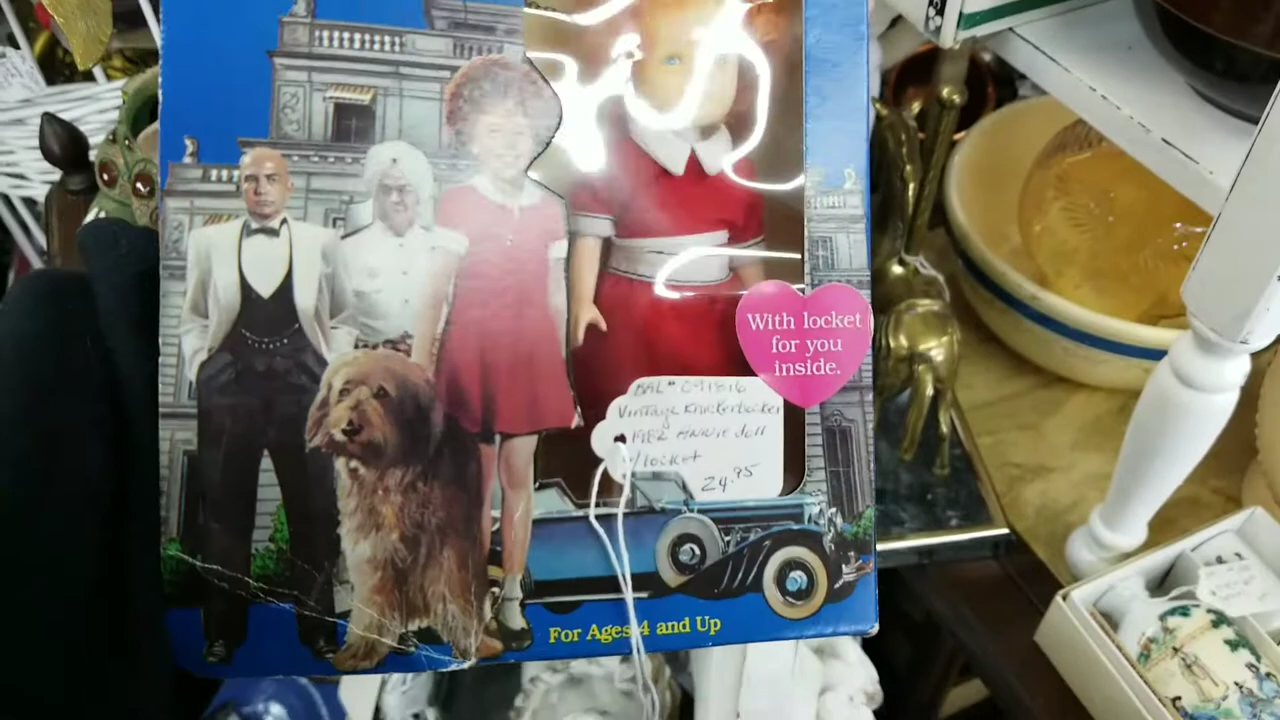 With locket
for you
inside.
BAL# 091816
Vintage Knickerbocker
1982 ANNIE doll
w/locket
24.95
For Ages 4 and Up